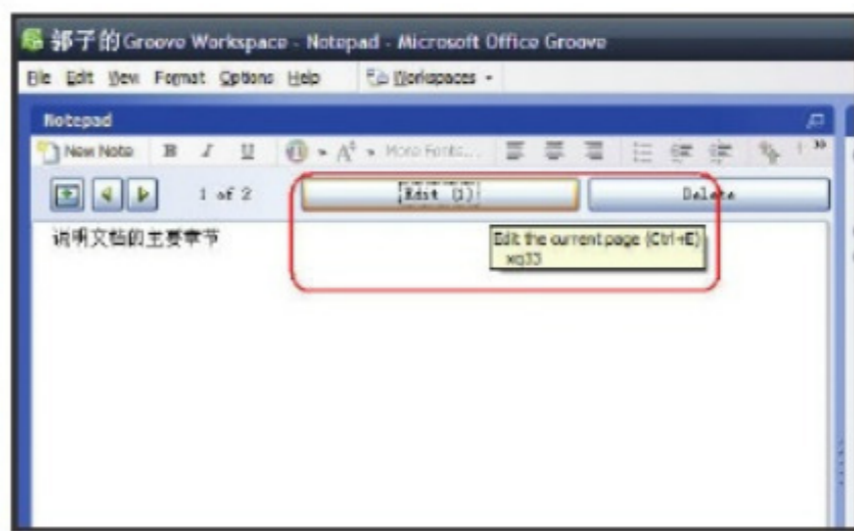 郭子的Groove Workspace - Notepad - Microsoft Office Groove
File Edit View Format Options Help Workspaces
Notepad
New Note B I U A More Fonts...
1 of 2 Edit (1) Delete
说明文档的主要章节
Edit the current page (Ctrl+E)
xg33